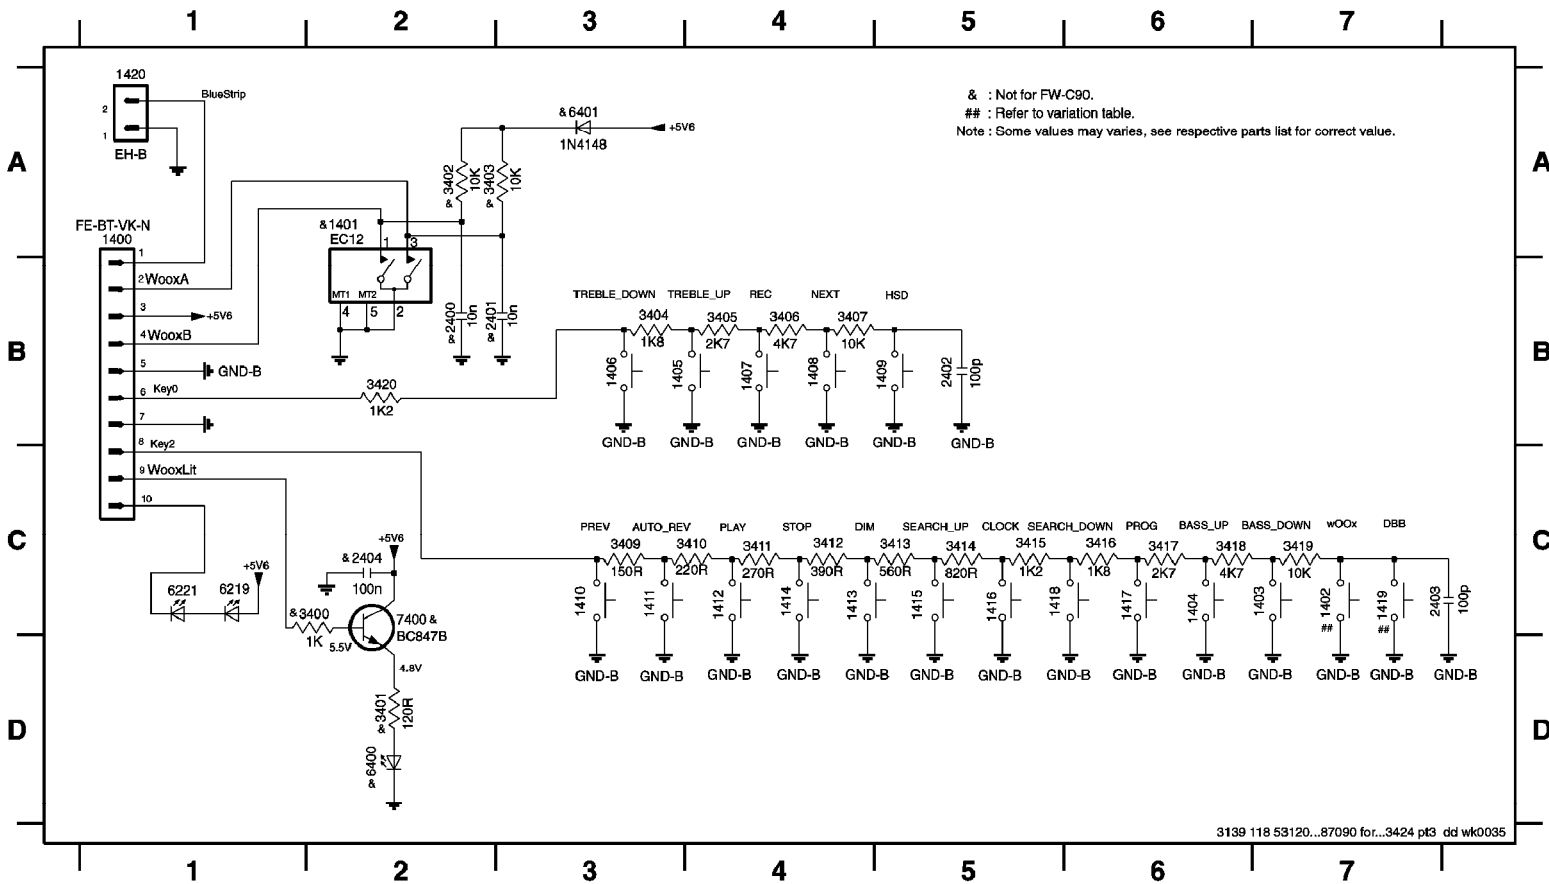 1 2 3 4 5 6 7
A A
B B
C C
D D
1 2 3 4 5 6 7
1420
BlueStrip
2
1
EH-B
& : Not for FW-C90.
## : Refer to variation table.
Note : Some values may varies, see respective parts list for correct value.
&6401
1N4148
+5V6
&3402
10K
&3403
10K
FE-BT-VK-N
1400
&1401
EC12
1 3
MT1 MT2
4 5 2
&2400
10n
&2401
10n
1
2 WooxA
3
+5V6
4 WooxB
5
GND-B
6 Key0
7
8 Key2
9 WooxLit
10
3420
1K2
TREBLE_DOWN TREBLE_UP REC NEXT HSD
3404 3405 3406 3407
1K8 2K7 4K7 10K
1406 1405 1407 1408 1409 2402 100p
GND-B GND-B GND-B GND-B GND-B GND-B
PREV AUTO_REV PLAY STOP DIM SEARCH_UP CLOCK SEARCH_DOWN PROG BASS_UP BASS_DOWN wOOx DBB
3409 3410 3411 3412 3413 3414 3415 3416 3417 3418 3419
150R 220R 270R 390R 560R 820R 1K2 1K8 2K7 4K7 10K
1410 1411 1412 1414 1413 1415 1416 1418 1417 1404 1403 1402 1419 2403 100p
## ##
GND-B GND-B GND-B GND-B GND-B GND-B GND-B GND-B GND-B GND-B GND-B GND-B GND-B GND-B
+5V6
6221 6219
+5V6
&2404
100n
&3400
1K
5.5V
7400 &
BC847B
4.8V
&3401
120R
&6400
3139 118 53120...87090 for...3424 pt3 dd wk0035